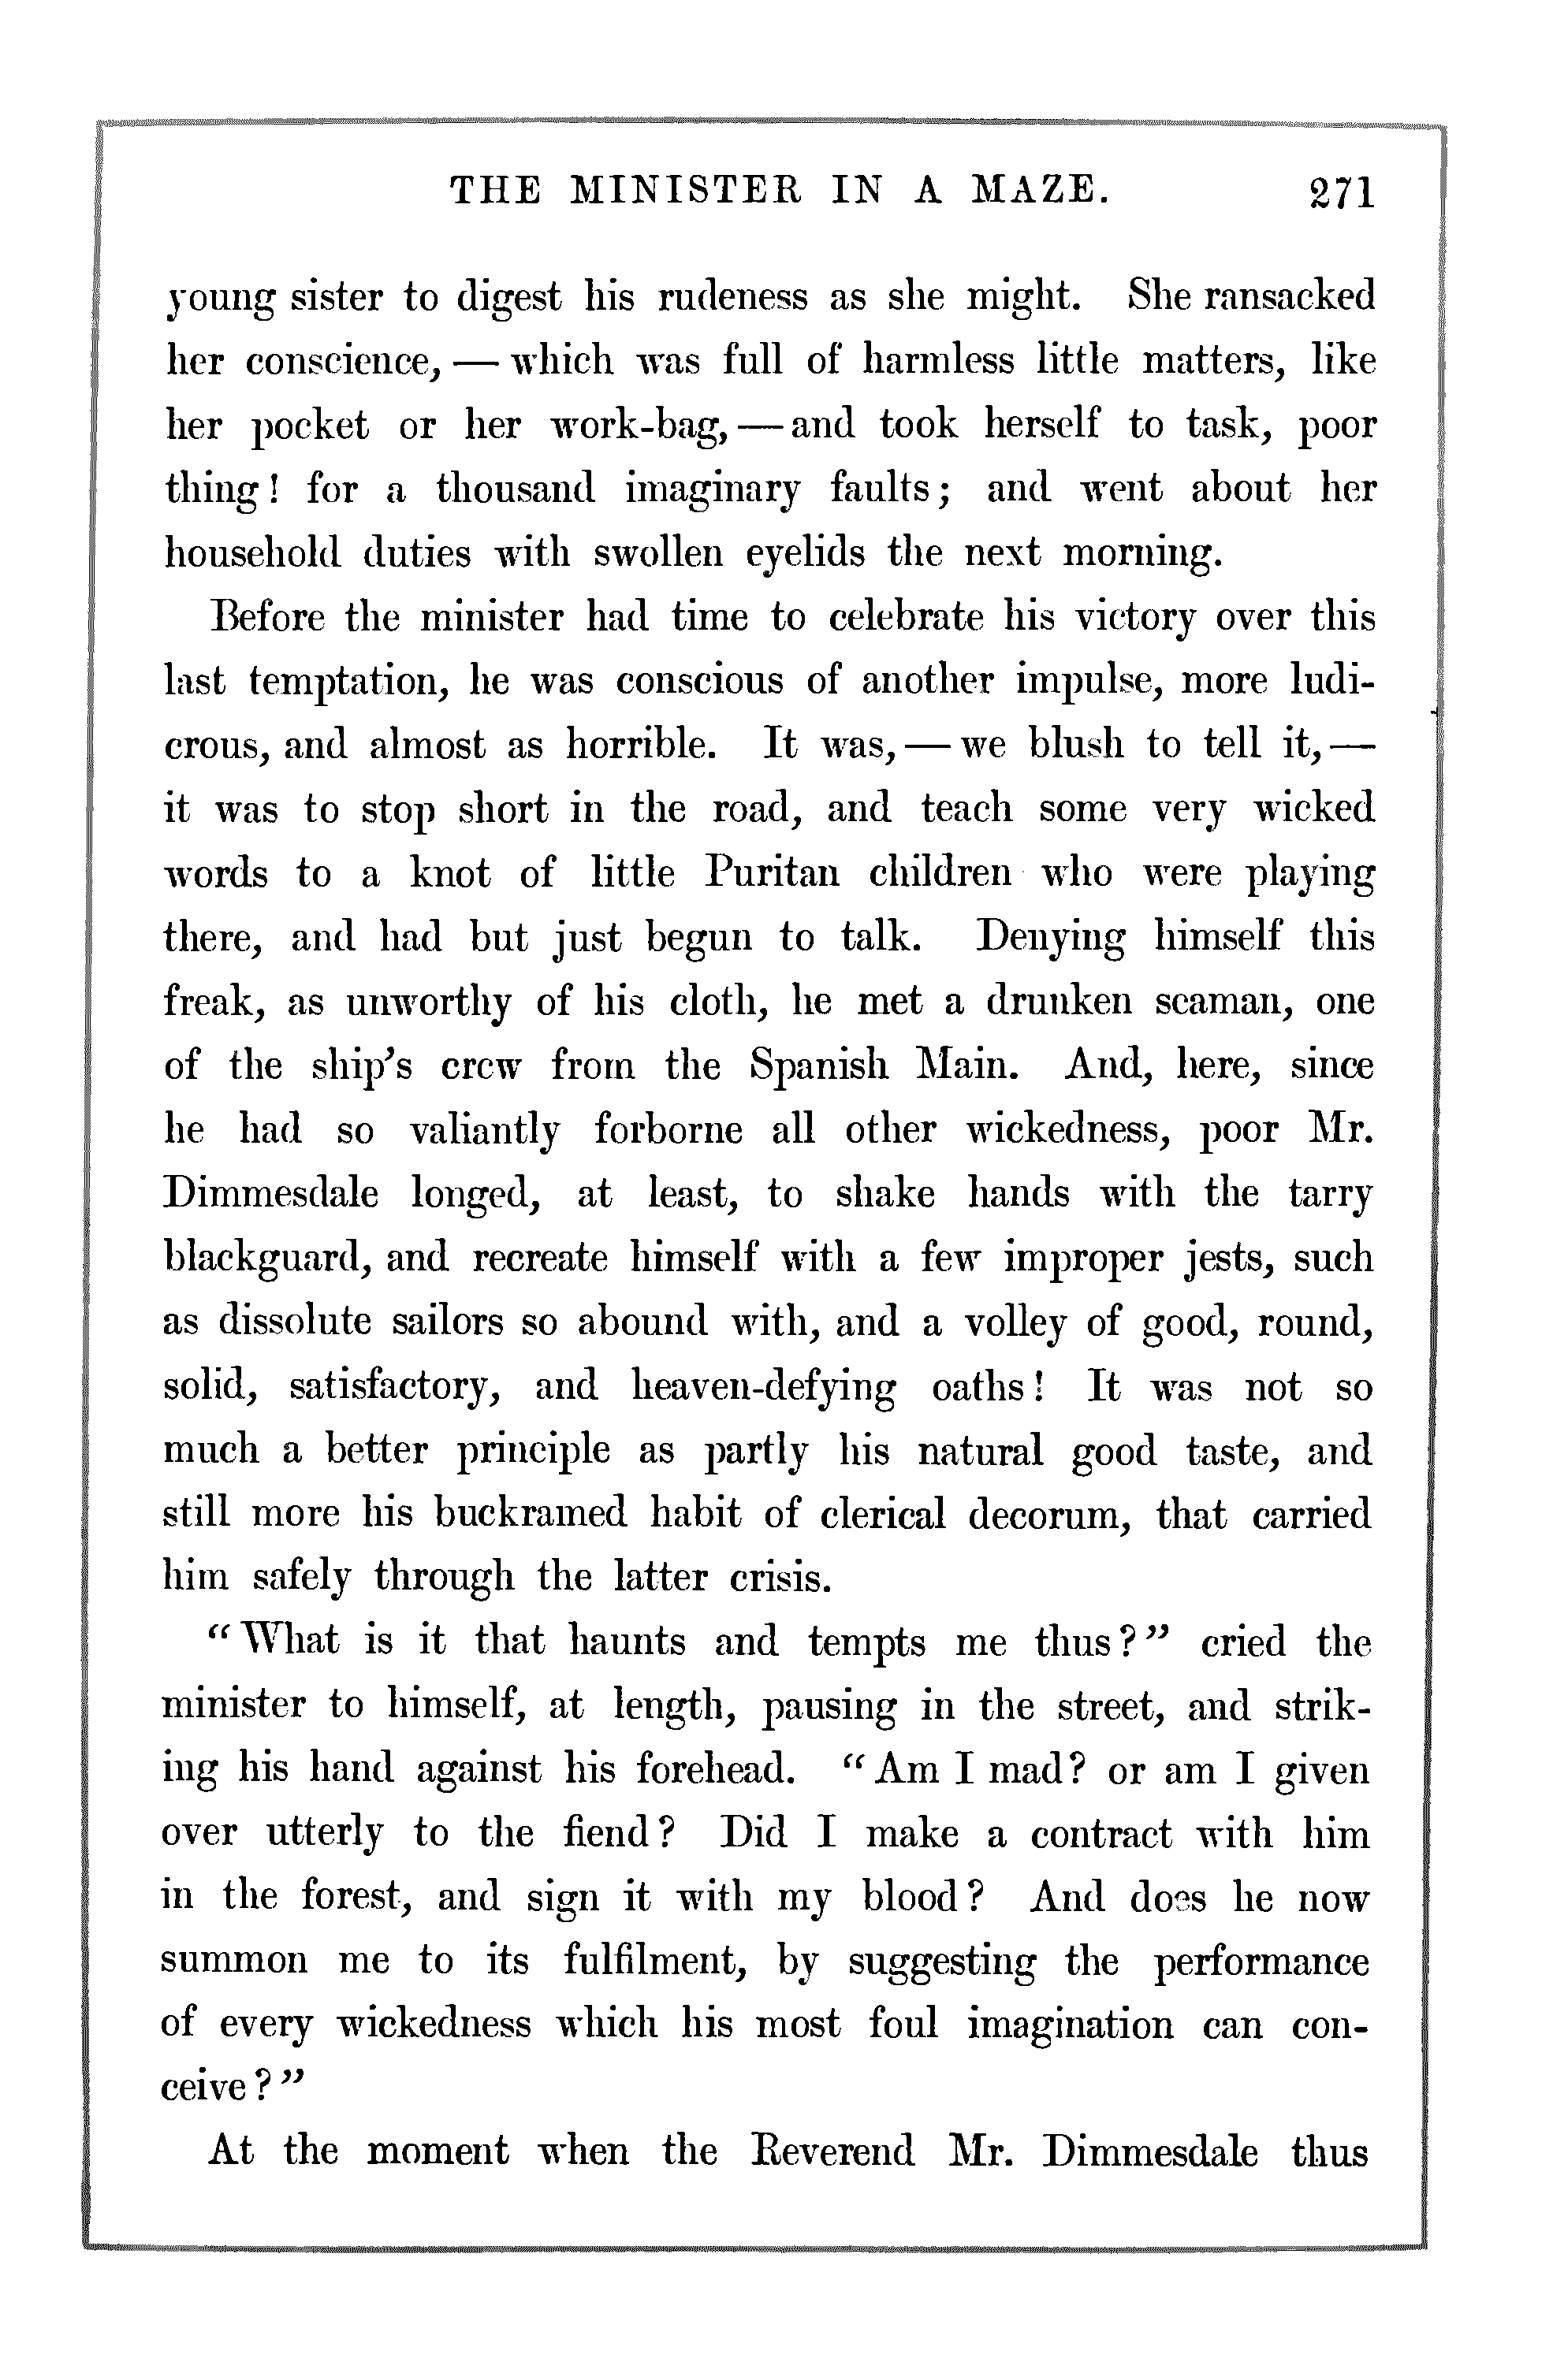 THE MINISTER IN A MAZE. 271
young sister to digest his rudeness as she might. She ransacked
her conscience, — which was full of harmless little matters, like
her pocket or her work-bag, — and took herself to task, poor
thing! for a thousand imaginary faults; and went about her
household duties with swollen eyelids the next morning.
Before the minister had time to celebrate his victory over this
last temptation, he was conscious of another impulse, more ludi-
crous, and almost as horrible. It was, — we blush to tell it, —
it was to stop short in the road, and teach some very wicked
words to a knot of little Puritan children who were playing
there, and had but just begun to talk. Denying himself this
freak, as unworthy of his cloth, he met a drunken seaman, one
of the ship's crew from the Spanish Main. And, here, since
he had so valiantly forborne all other wickedness, poor Mr.
Dimmesdale longed, at least, to shake hands with the tarry
blackguard, and recreate himself with a few improper jests, such
as dissolute sailors so abound with, and a volley of good, round,
solid, satisfactory, and heaven-defying oaths! It was not so
much a better principle as partly his natural good taste, and
still more his buckramed habit of clerical decorum, that carried
him safely through the latter crisis.
"What is it that haunts and tempts me thus?" cried the
minister to himself, at length, pausing in the street, and strik-
ing his hand against his forehead. "Am I mad? or am I given
over utterly to the fiend? Did I make a contract with him
in the forest, and sign it with my blood? And does he now
summon me to its fulfilment, by suggesting the performance
of every wickedness which his most foul imagination can con-
ceive?"
At the moment when the Reverend Mr. Dimmesdale thus